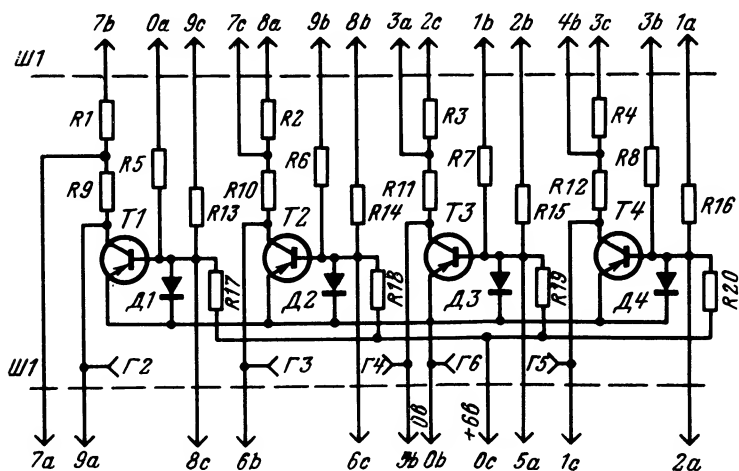 7b 0a 9c 7c 8a 9b 8b 3a 2c 1b 2b 4b 3c 3b 1a
Ш1
R1 R2 R3 R4
R5 R6 R7 R8
R9 R10 R11 R12
R13 R14 R15 R16
T1 T2 T3 T4
R17 R18 R19 R20
Д1 Д2 Д3 Д4
Ш1 Г2 Г3 Г4 Г6 Г5
0в +6в
7a 9a 8c 6b 6c 5b 0b 0c 5a 1c 2a